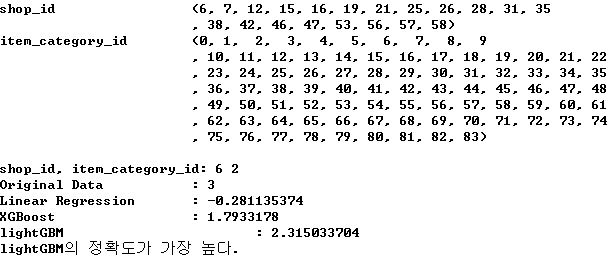 shop_id (6, 7, 12, 15, 16, 19, 21, 25, 26, 28, 31, 35
, 38, 42, 46, 47, 53, 56, 57, 58)
item_category_id (0, 1, 2, 3, 4, 5, 6, 7, 8, 9
, 10, 11, 12, 13, 14, 15, 16, 17, 18, 19, 20, 21, 22
, 23, 24, 25, 26, 27, 28, 29, 30, 31, 32, 33, 34, 35
, 36, 37, 38, 39, 40, 41, 42, 43, 44, 45, 46, 47, 48
, 49, 50, 51, 52, 53, 54, 55, 56, 57, 58, 59, 60, 61
, 62, 63, 64, 65, 66, 67, 68, 69, 70, 71, 72, 73, 74
, 75, 76, 77, 78, 79, 80, 81, 82, 83)
shop_id, item_category_id: 6 2
Original Data : 3
Linear Regression : -0.281135374
XGBoost : 1.7933178
lightGBM : 2.315033704
lightGBM의 정확도가 가장 높다.